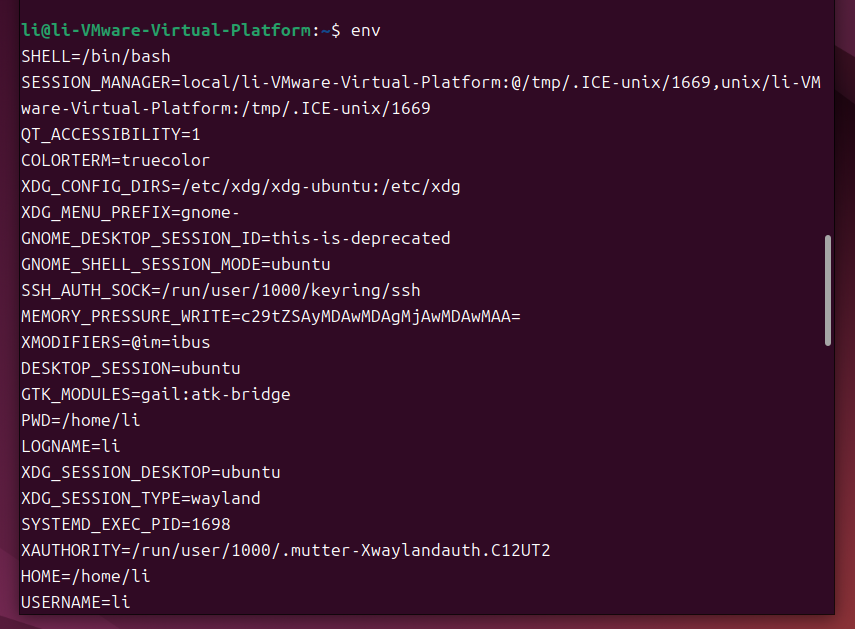 li@li-VMware-Virtual-Platform:~$ env
SHELL=/bin/bash
SESSION_MANAGER=local/li-VMware-Virtual-Platform:@/tmp/.ICE-unix/1669,unix/li-VM
ware-Virtual-Platform:/tmp/.ICE-unix/1669
QT_ACCESSIBILITY=1
COLORTERM=truecolor
XDG_CONFIG_DIRS=/etc/xdg/xdg-ubuntu:/etc/xdg
XDG_MENU_PREFIX=gnome-
GNOME_DESKTOP_SESSION_ID=this-is-deprecated
GNOME_SHELL_SESSION_MODE=ubuntu
SSH_AUTH_SOCK=/run/user/1000/keyring/ssh
MEMORY_PRESSURE_WRITE=c29tZSAyMDAwMDAgMjAwMDAwMAA=
XMODIFIERS=@im=ibus
DESKTOP_SESSION=ubuntu
GTK_MODULES=gail:atk-bridge
PWD=/home/li
LOGNAME=li
XDG_SESSION_DESKTOP=ubuntu
XDG_SESSION_TYPE=wayland
SYSTEMD_EXEC_PID=1698
XAUTHORITY=/run/user/1000/.mutter-Xwaylandauth.C12UT2
HOME=/home/li
USERNAME=li